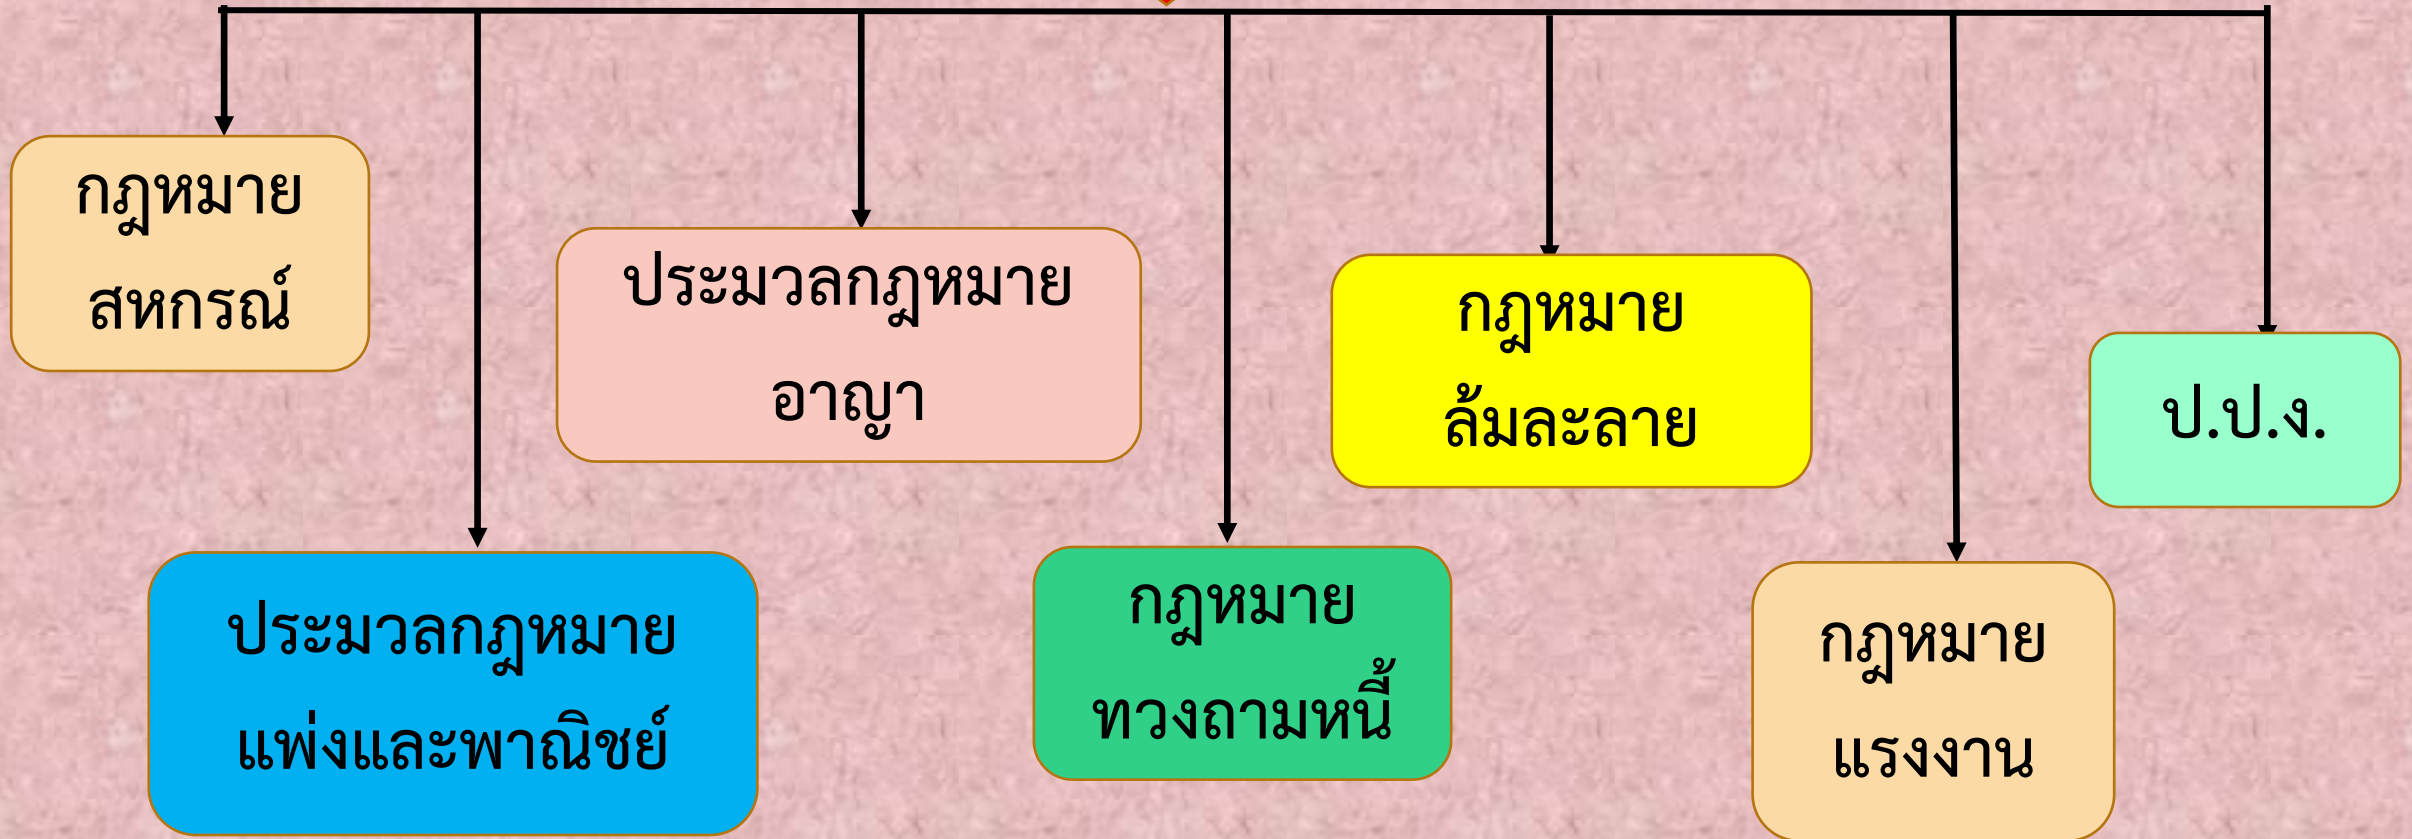 กฎหมาย
สหกรณ์
ประมวลกฎหมาย
แพ่งและพาณิชย์
ประมวลกฎหมาย
อาญา
กฎหมาย
ทวงถามหนี้
กฎหมาย
ล้มละลาย
กฎหมาย
แรงงาน
ป.ป.ง.